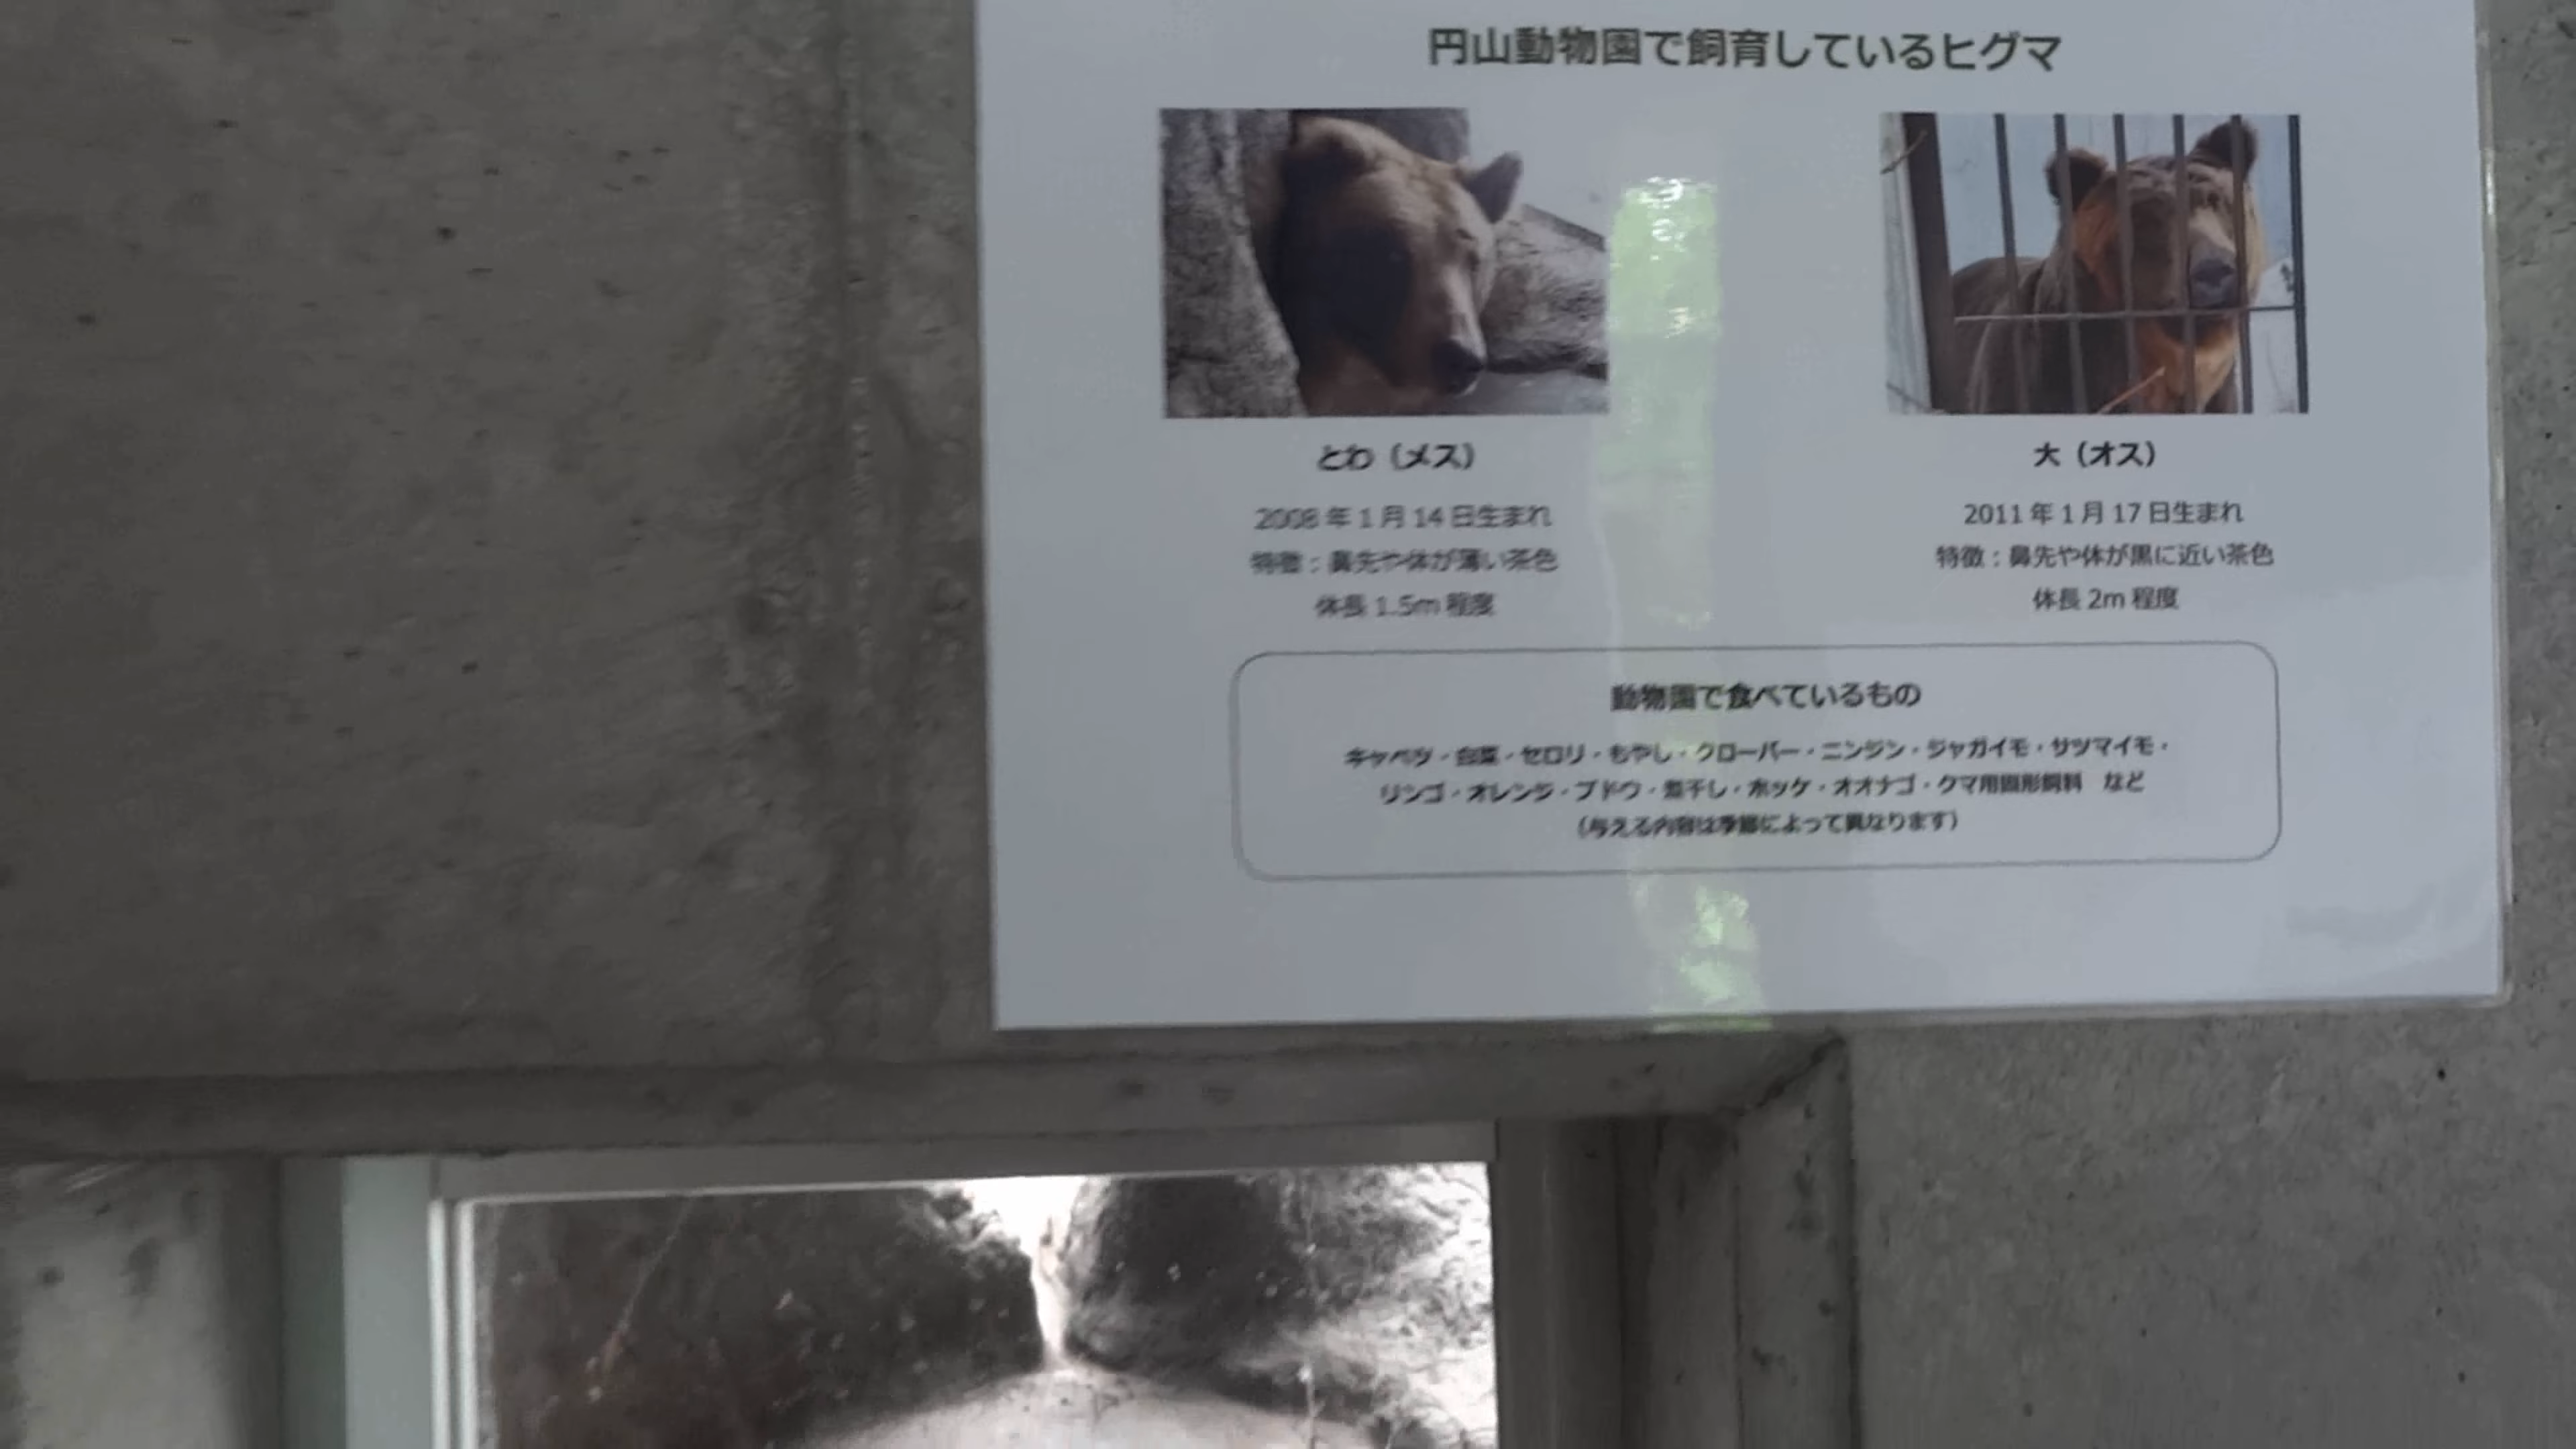 円山動物園で飼育しているヒグマ
とわ（メス）
2008年1月14日生まれ
特徴：鼻先や体が薄い茶色
体長1.5m程度
大（オス）
2011年1月17日生まれ
特徴：鼻先や体が黒に近い茶色
体長2m程度
動物園で食べているもの
キャベツ・白菜・セロリ・もやし・クローバー・ニンジン・ジャガイモ・サツマイモ・
リンゴ・オレンジ・ブドウ・煮干し・ホッケ・オオナゴ・クマ用固形飼料　など
（与える内容は季節によって異なります）